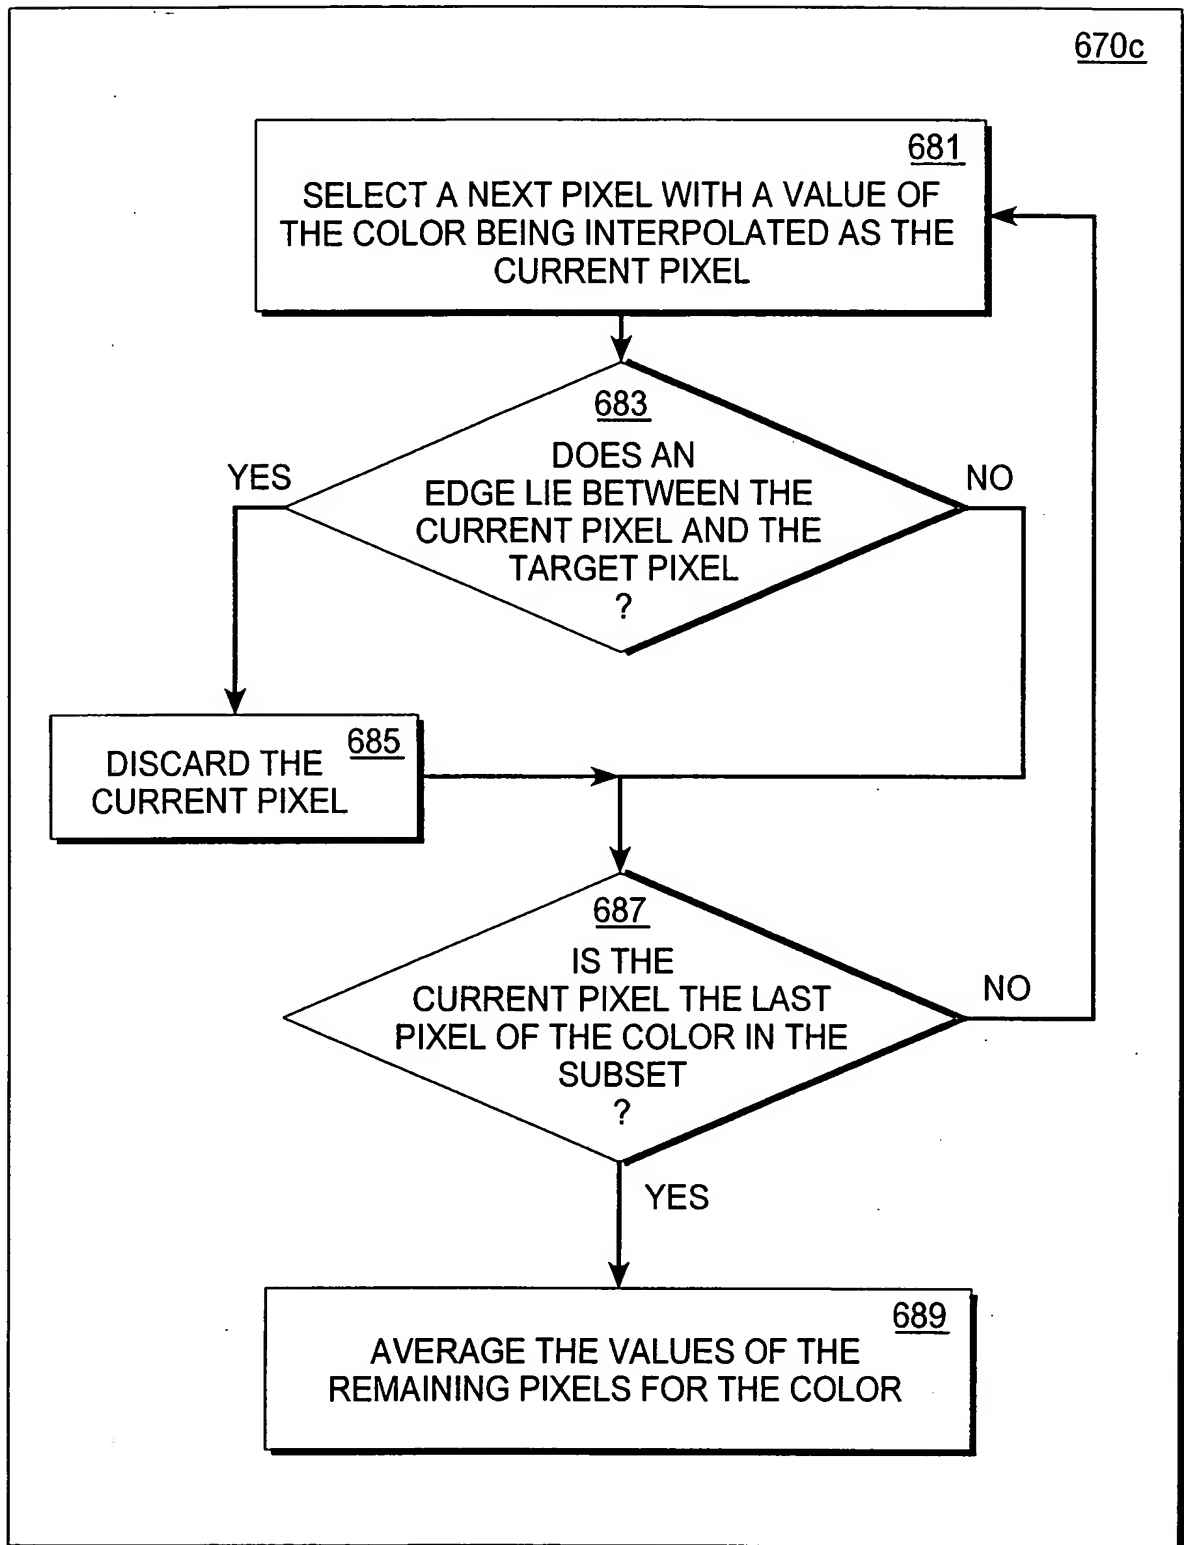 670c
681
SELECT A NEXT PIXEL WITH A VALUE OF
THE COLOR BEING INTERPOLATED AS THE
CURRENT PIXEL
683
DOES AN
EDGE LIE BETWEEN THE
CURRENT PIXEL AND THE
TARGET PIXEL
?
YES
NO
685
DISCARD THE
CURRENT PIXEL
687
IS THE
CURRENT PIXEL THE LAST
PIXEL OF THE COLOR IN THE
SUBSET
?
NO
YES
689
AVERAGE THE VALUES OF THE
REMAINING PIXELS FOR THE COLOR